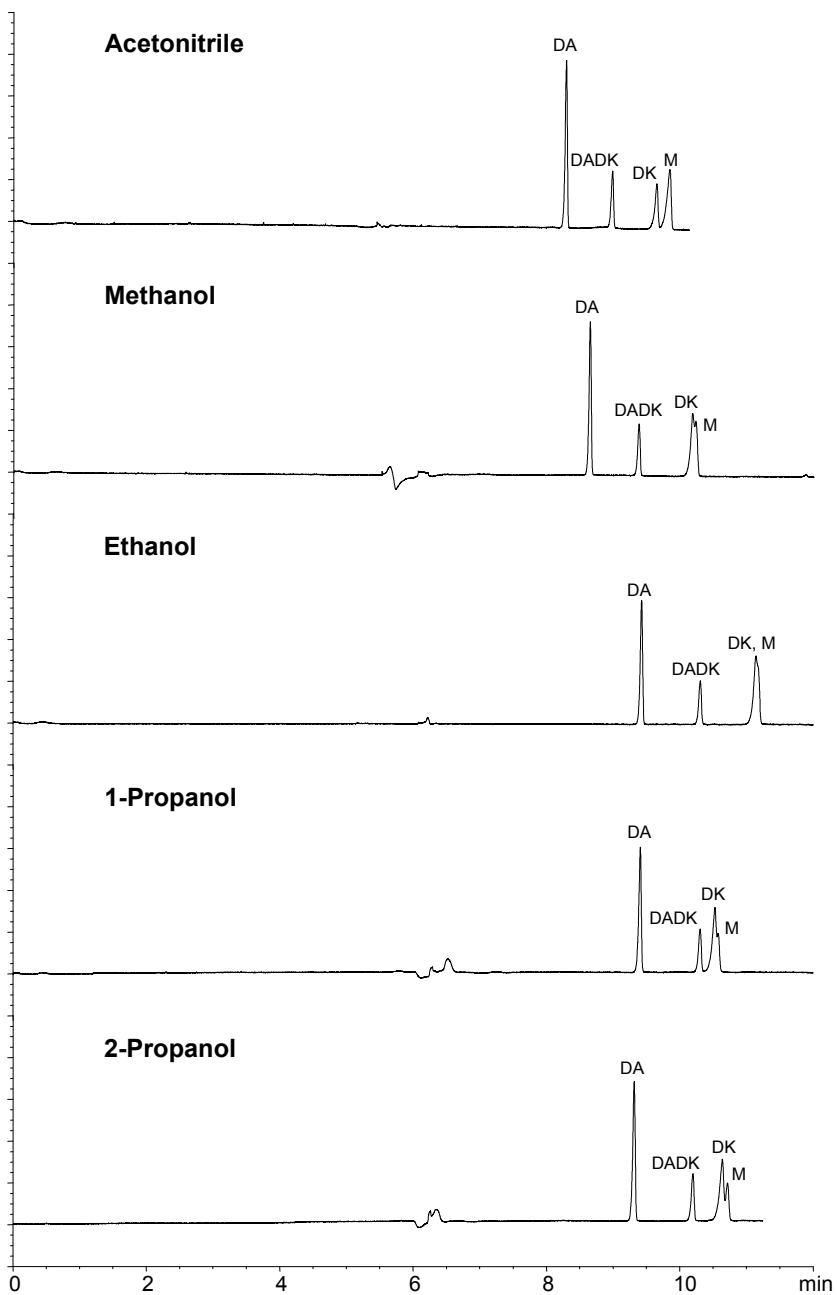 Acetonitrile
DA
DADK
DK
M
Methanol
DA
DADK
DK
M
Ethanol
DA
DADK
DK, M
1-Propanol
DA
DADK
DK
M
2-Propanol
DA
DADK
DK
M
0 2 4 6 8 10 min